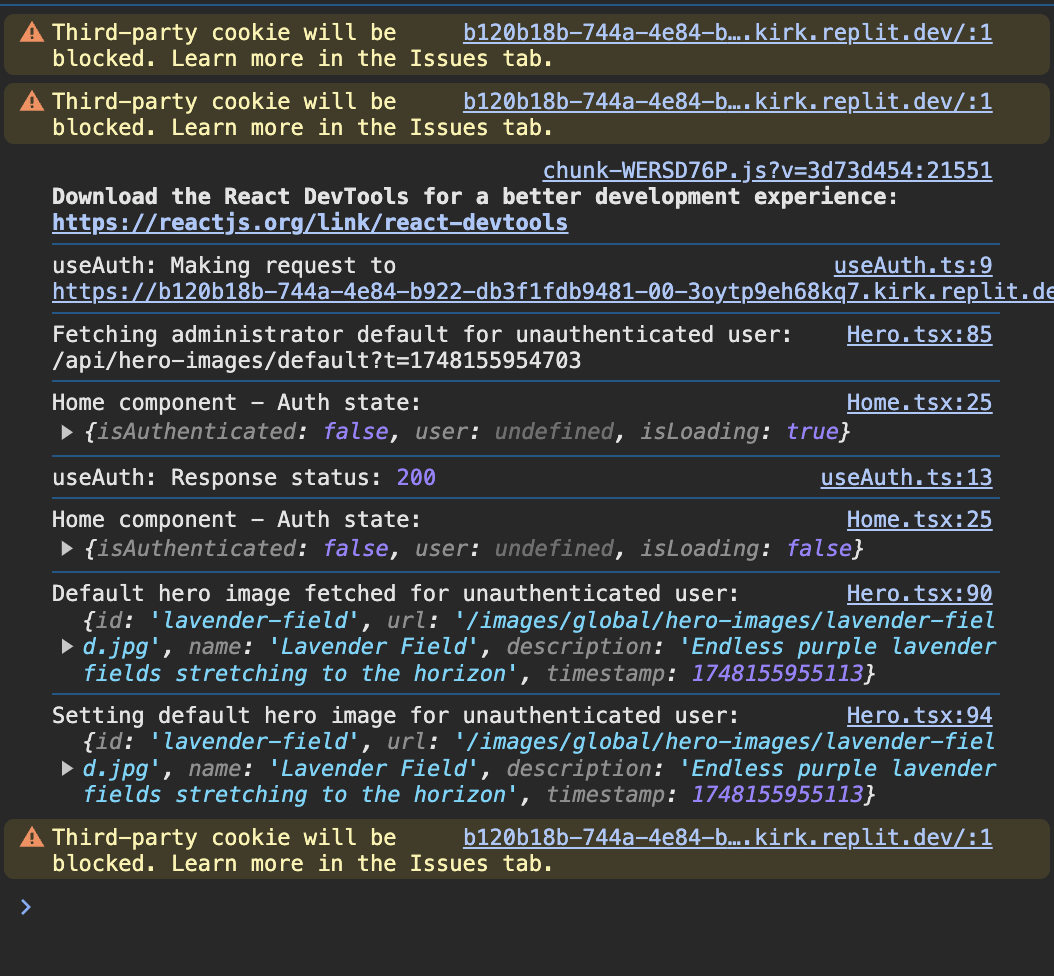 Third-party cookie will be b120b18b-744a-4e84-b….kirk.replit.dev/:1
blocked. Learn more in the Issues tab.
Third-party cookie will be b120b18b-744a-4e84-b….kirk.replit.dev/:1
blocked. Learn more in the Issues tab.
chunk-WERSD76P.js?v=3d73d454:21551
Download the React DevTools for a better development experience:
https://reactjs.org/link/react-devtools
useAuth: Making request to useAuth.ts:9
https://b120b18b-744a-4e84-b922-db3f1fdb9481-00-3oytp9eh68kq7.kirk.replit.de
Fetching administrator default for unauthenticated user: Hero.tsx:85
/api/hero-images/default?t=1748155954703
Home component – Auth state: Home.tsx:25
{isAuthenticated: false, user: undefined, isLoading: true}
useAuth: Response status: 200 useAuth.ts:13
Home component – Auth state: Home.tsx:25
{isAuthenticated: false, user: undefined, isLoading: false}
Default hero image fetched for unauthenticated user: Hero.tsx:90
{id: 'lavender-field', url: '/images/global/hero-images/lavender-fiel
d.jpg', name: 'Lavender Field', description: 'Endless purple lavender
fields stretching to the horizon', timestamp: 1748155955113}
Setting default hero image for unauthenticated user: Hero.tsx:94
{id: 'lavender-field', url: '/images/global/hero-images/lavender-fiel
d.jpg', name: 'Lavender Field', description: 'Endless purple lavender
fields stretching to the horizon', timestamp: 1748155955113}
Third-party cookie will be b120b18b-744a-4e84-b….kirk.replit.dev/:1
blocked. Learn more in the Issues tab.